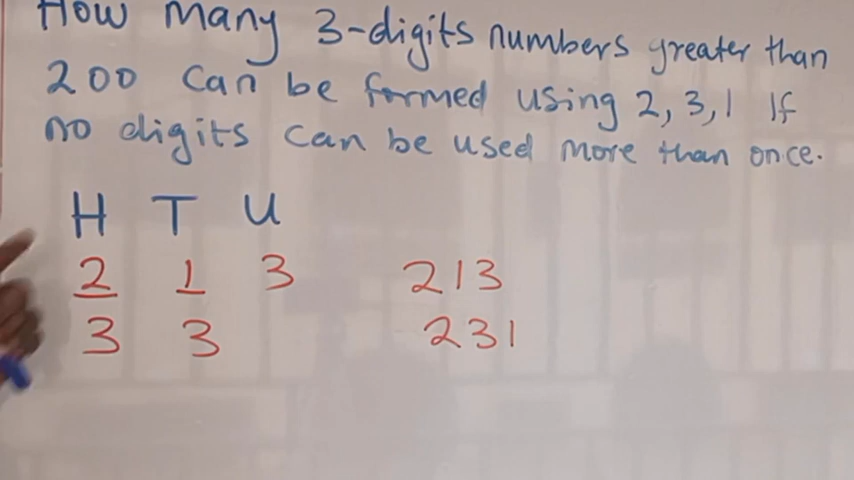 How many 3-digits numbers greater than
200 can be formed using 2, 3, 1 If
no digits can be used more than once.
H T U
2 1 3 213
3 3 231